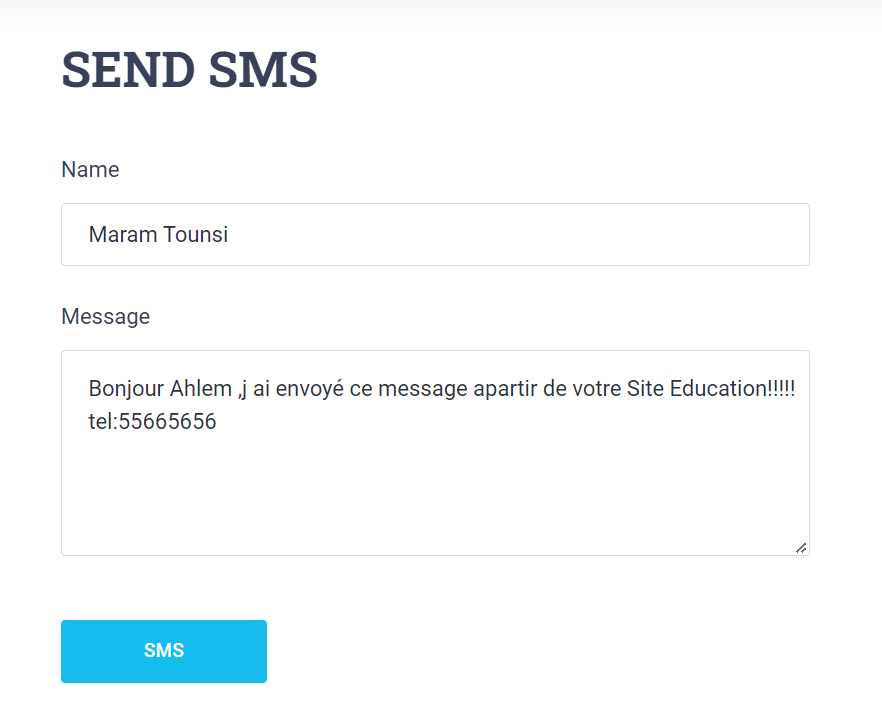 SEND SMS
Name
Maram Tounsi
Message
Bonjour Ahlem ,j ai envoyé ce message apartir de votre Site Education!!!!!
tel:55665656
SMS